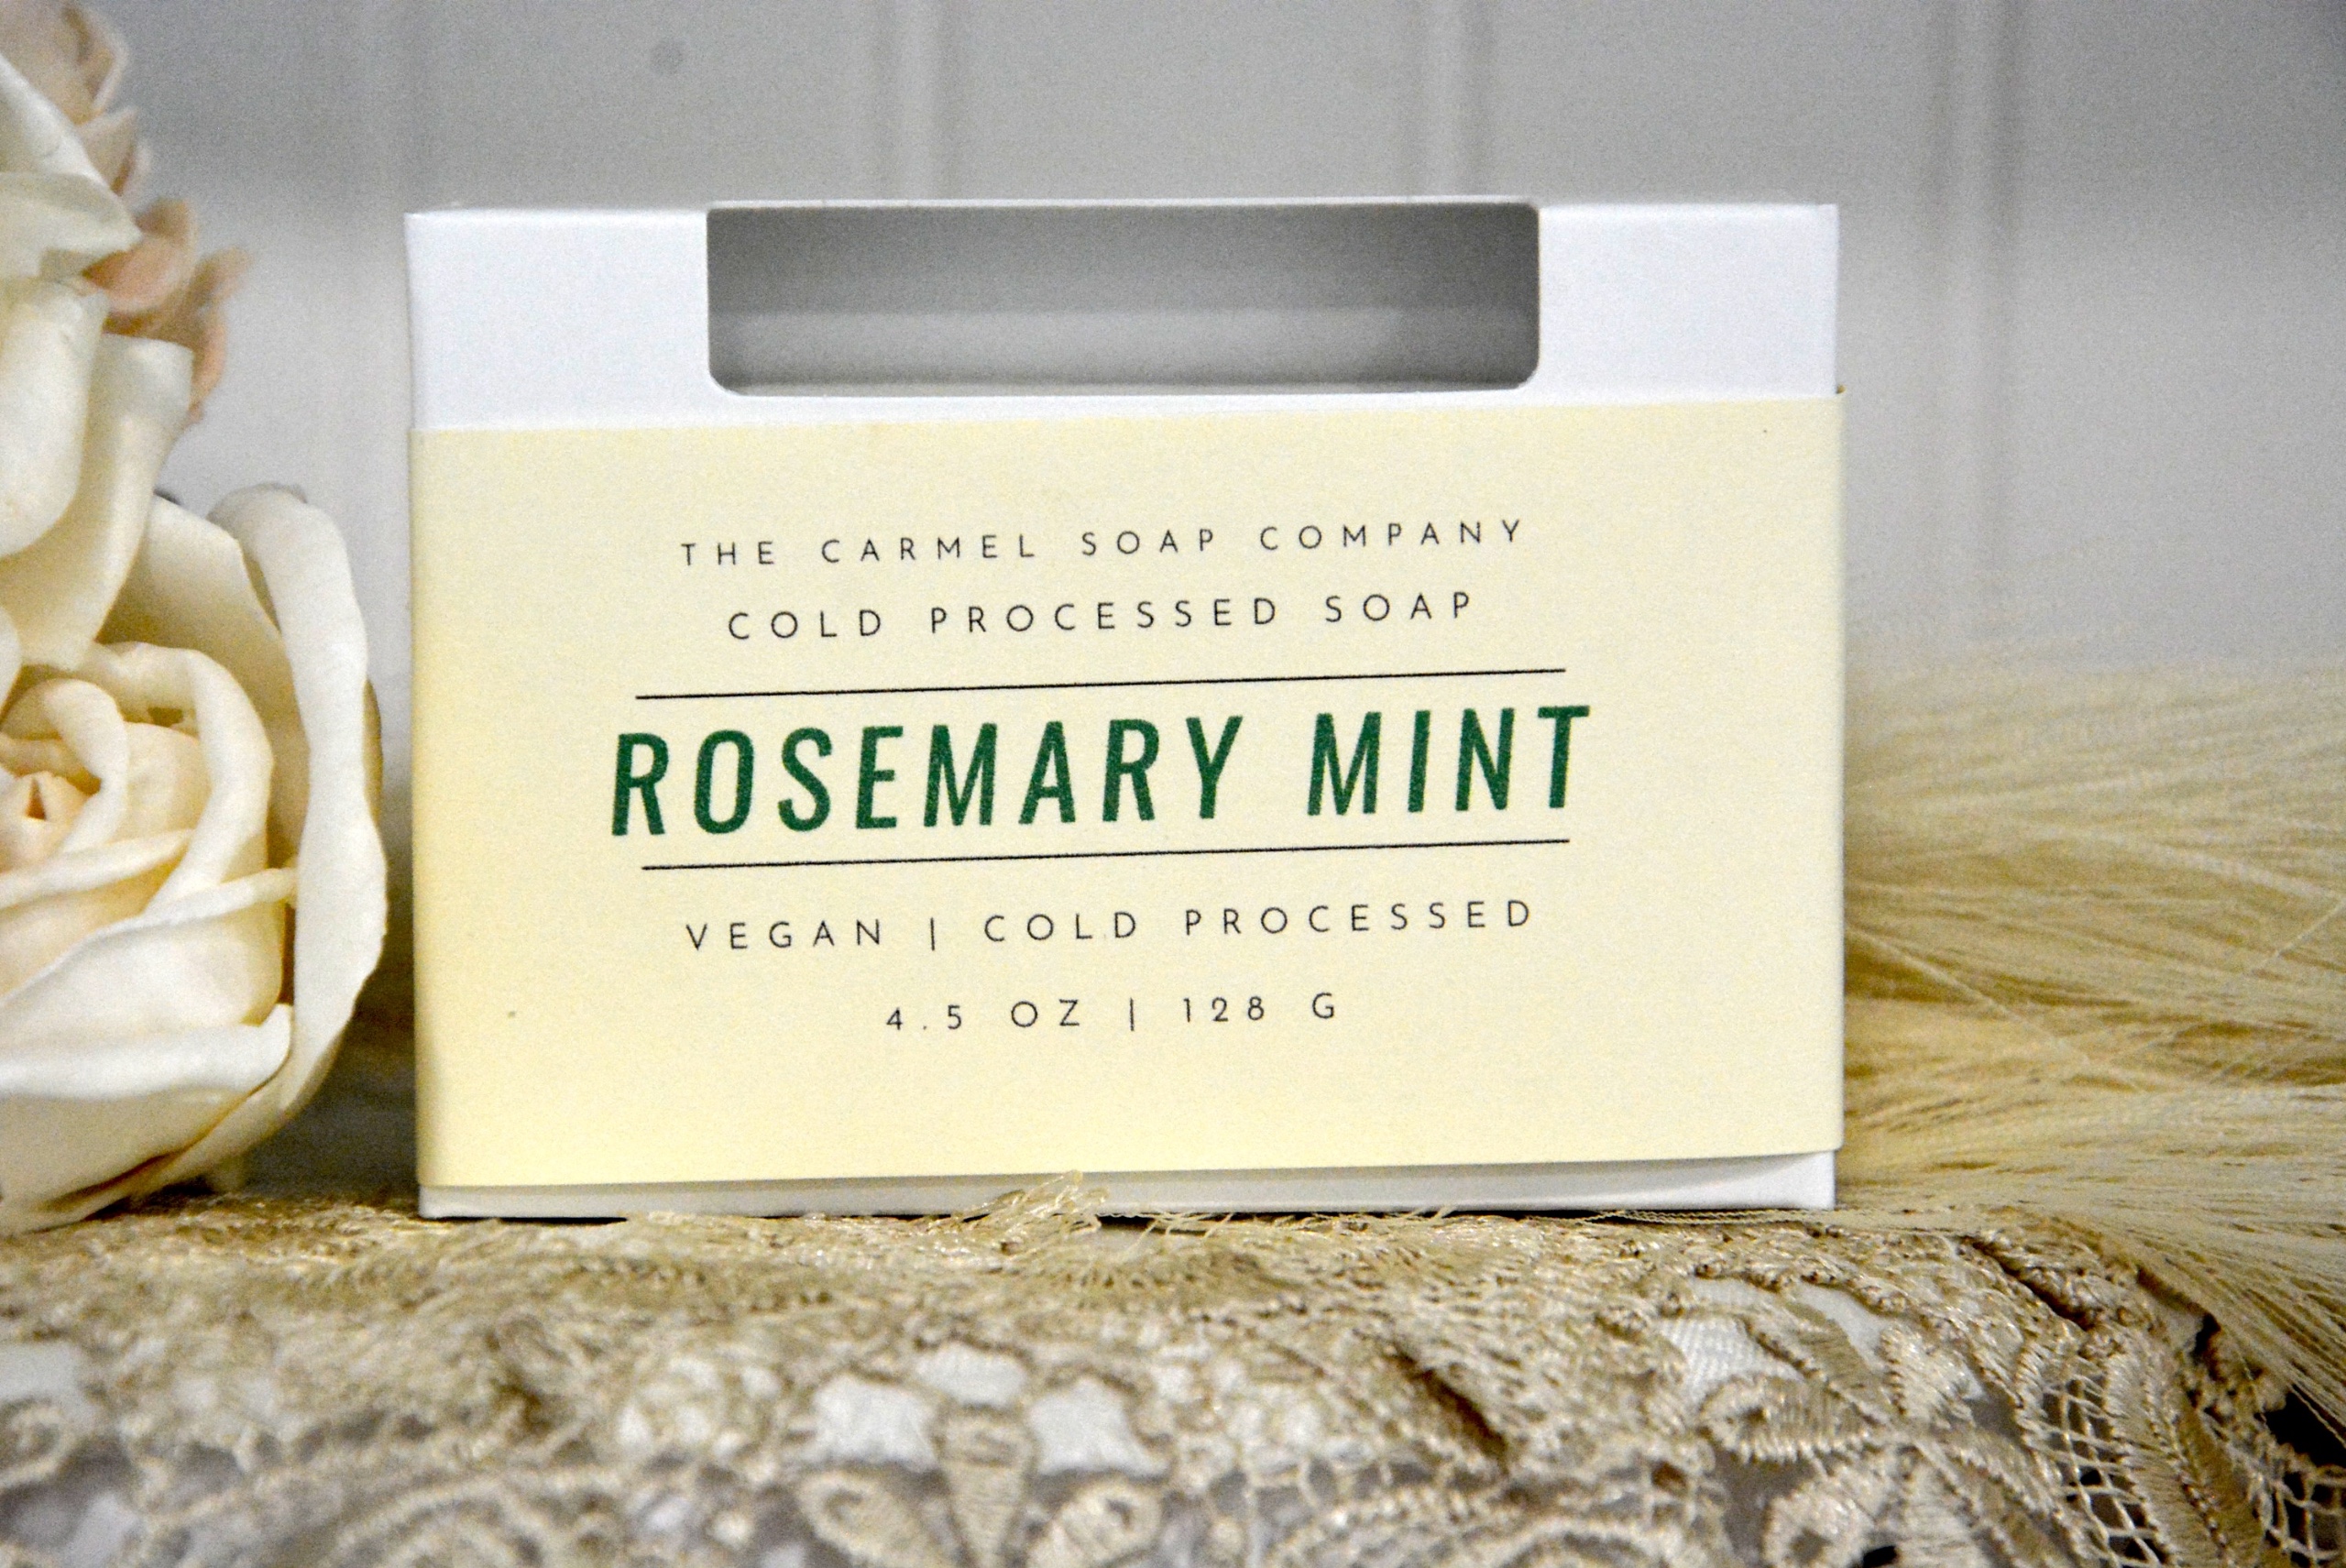 THE CARMEL SOAP COMPANY
COLD PROCESSED SOAP
ROSEMARY MINT
VEGAN | COLD PROCESSED
4.5 OZ | 128 G